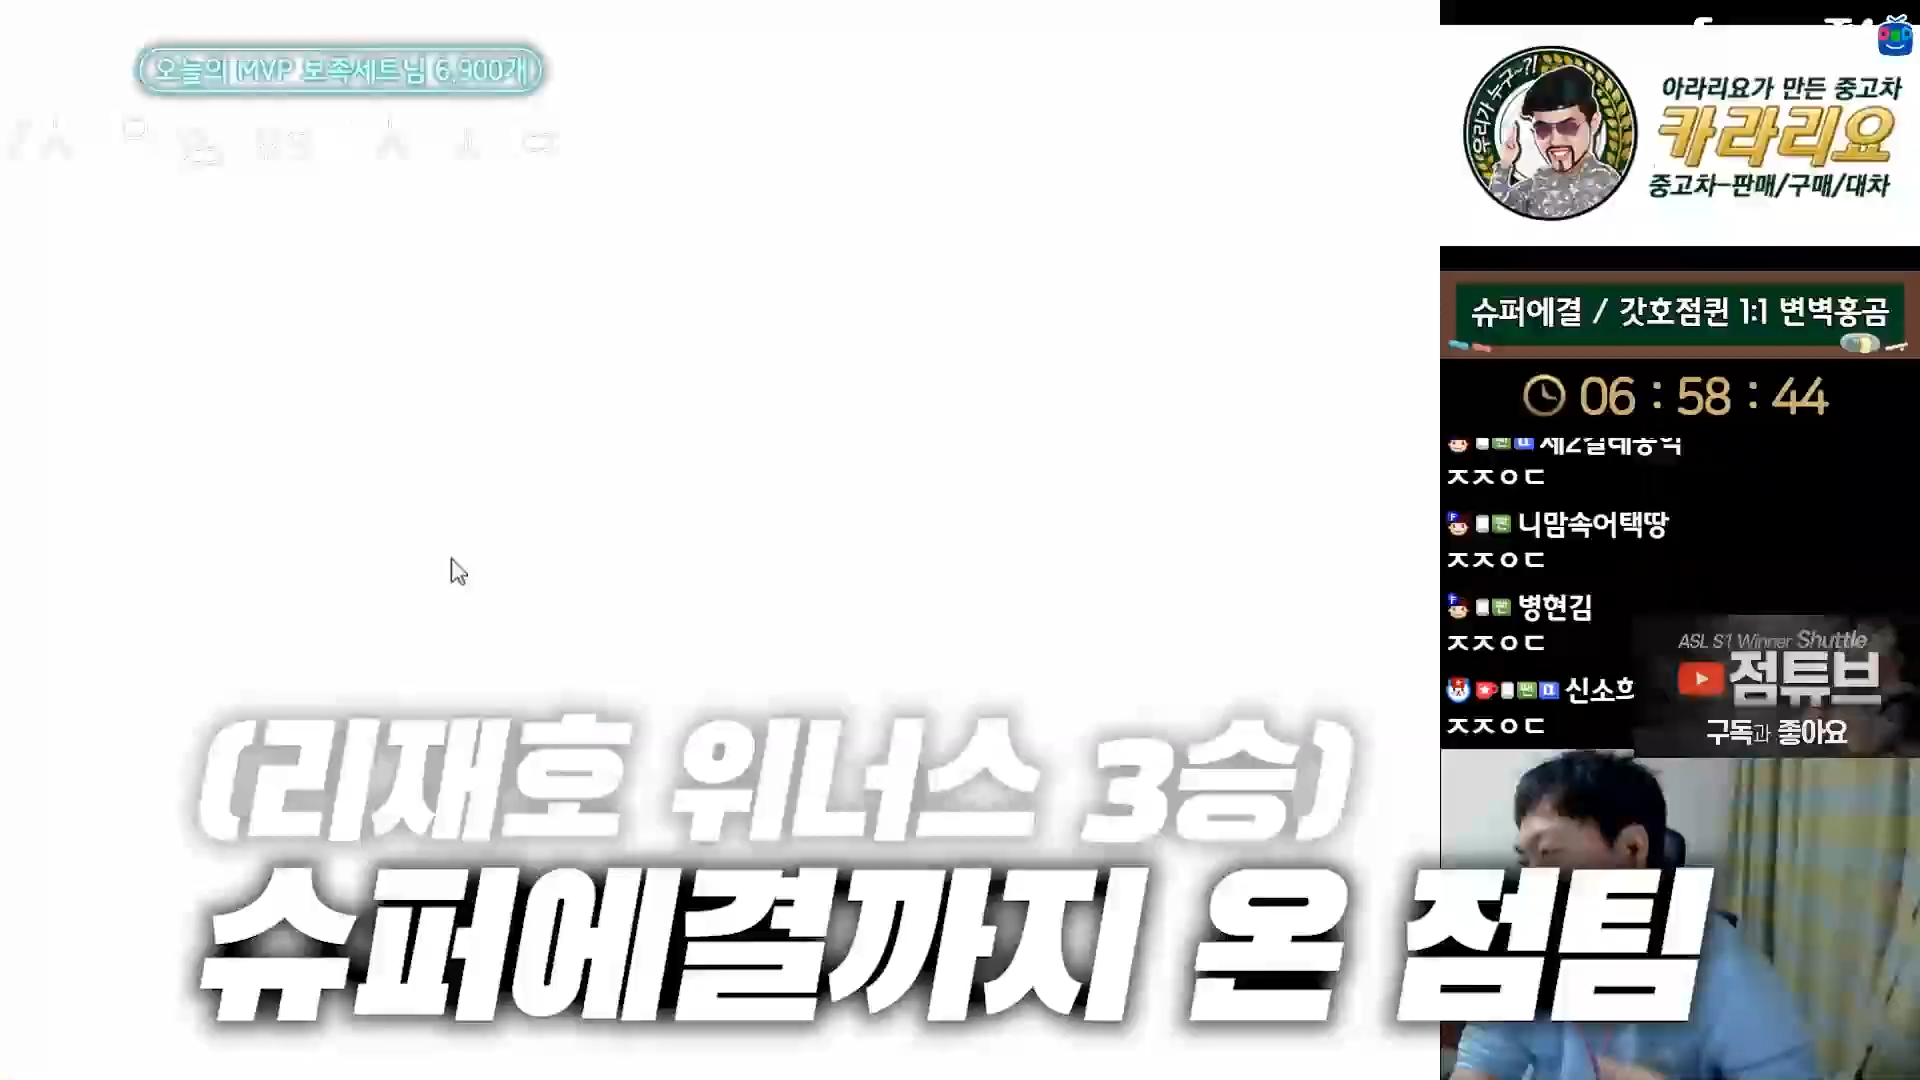 오늘의 MVP 보족세트님 6,900개
우리가 누구~?!
아라리요가 만든 중고차
카라리요
중고차-판매/구매/대차
슈퍼에결 / 갓호점퀸 1:1 변벽홍곰
06 : 58 : 44
ㅈㅈㅇㄷ
니맘속어택땅
ㅈㅈㅇㄷ
병현김
ㅈㅈㅇㄷ
신소흐
ㅈㅈㅇㄷ
ASL S1 Winner Shuttle
점튜브
구독과 좋아요
(리재호 위너스 3승)
슈퍼에결까지 온 점팀